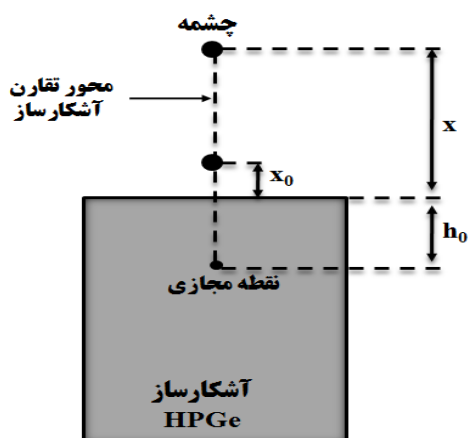 چشمه
محور تقارن
آشکارساز
x
x₀
h₀
نقطه مجازی
آشکارساز
HPGe